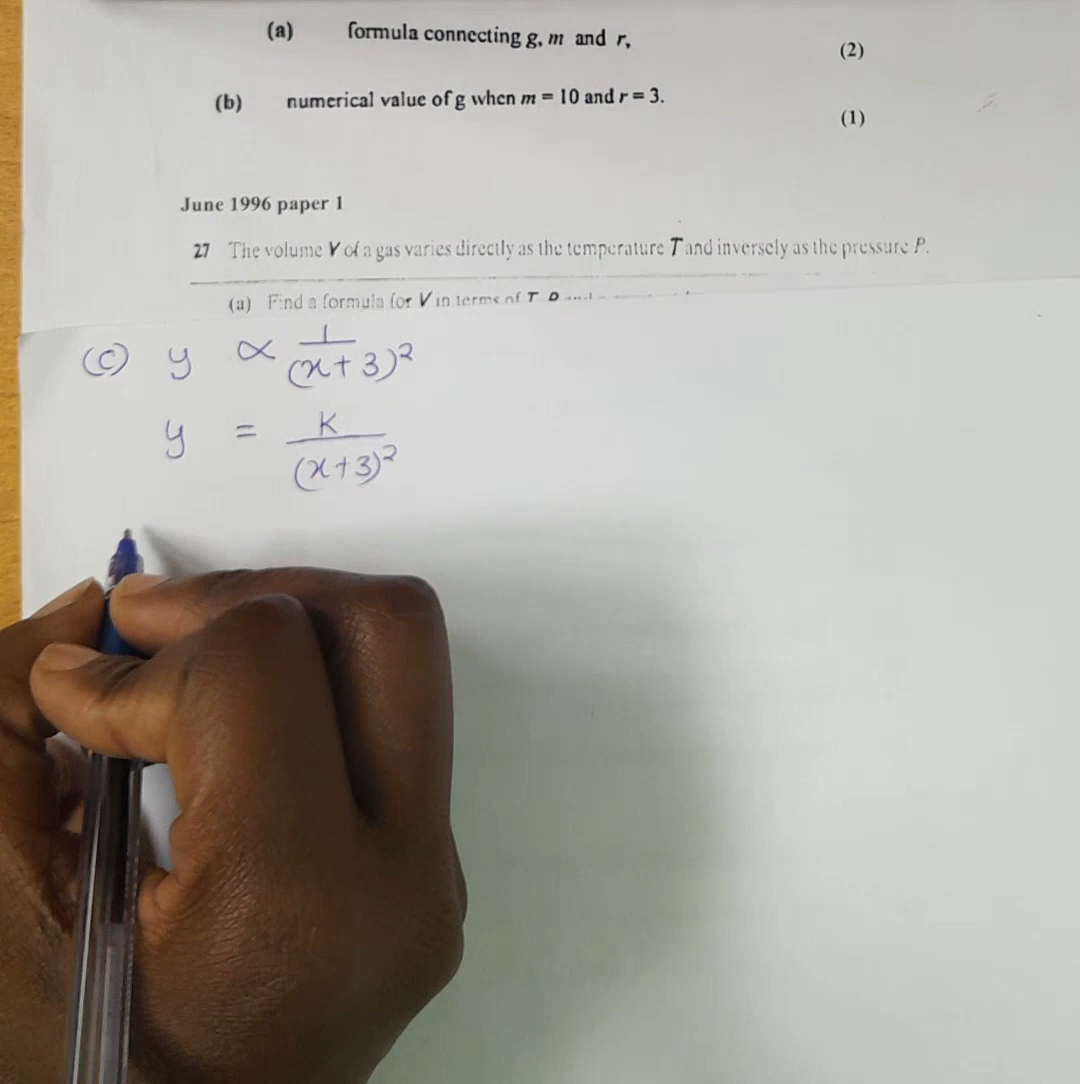 (a) formula connecting g, m and r,
(2)
(b) numerical value of g when m = 10 and r = 3.
(1)
June 1996 paper 1
27 The volume V of a gas varies directly as the temperature T and inversely as the pressure P.
(a) Find a formula for V in terms of T P and
(c) y ∝ 1/(x+3)²
y = K/(x+3)²